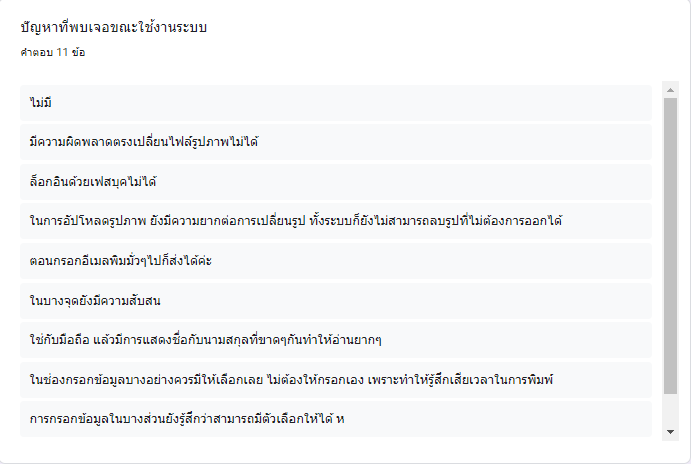 ปัญหาที่พบเจอขณะใช้งานระบบ
คำตอบ 11 ข้อ
ไม่มี
มีความผิดพลาดตรงเปลี่ยนไฟล์รูปภาพไม่ได้
ล็อกอินด้วยเฟสบุคไม่ได้
ในการอัปโหลดรูปภาพ ยังมีความยากต่อการเปลี่ยนรูป ทั้งระบบก็ยังไม่สามารถลบรูปที่ไม่ต้องการออกได้
ตอนกรอกอีเมลพิมมั่วๆไปก็ส่งได้ค่ะ
ในบางจุดยังมีความสับสน
ใช้กับมือถือ แล้วมีการแสดงชื่อกับนามสกุลที่ขาดๆกันทำให้อ่านยากๆ
ในช่องกรอกข้อมูลบางอย่างควรมีให้เลือกเลย ไม่ต้องให้กรอกเอง เพราะทำให้รู้สึกเสียเวลาในการพิมพ์
การกรอกข้อมูลในบางส่วนยังรู้สึกว่าสามารถมีตัวเลือกให้ได้ ห